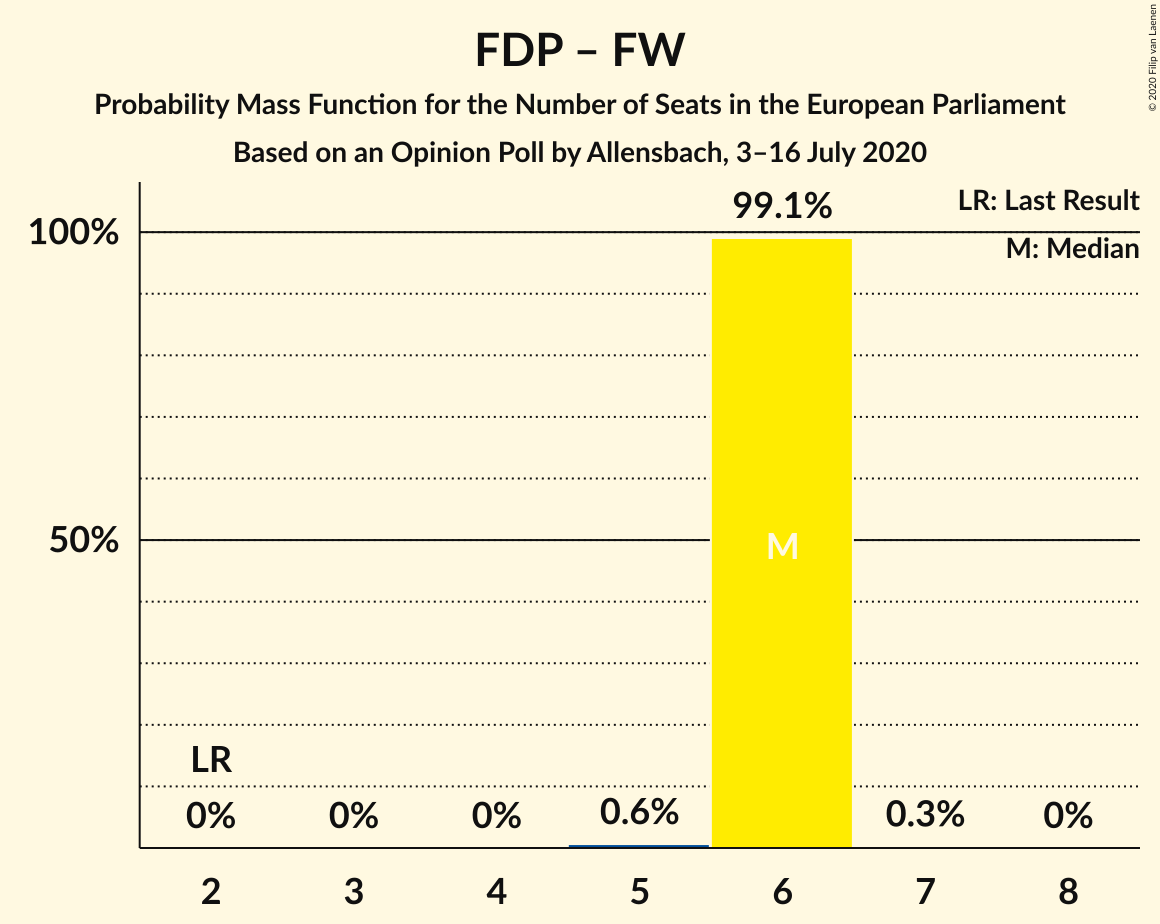 FDP – FW
Probability Mass Function for the Number of Seats in the European Parliament
Based on an Opinion Poll by Allensbach, 3–16 July 2020
© 2020 Filip van Laenen
LR: Last Result
M: Median
100%
50%
99.1%
M
LR
0%
0%
0%
0.6%
0.3%
0%
2
3
4
5
6
7
8